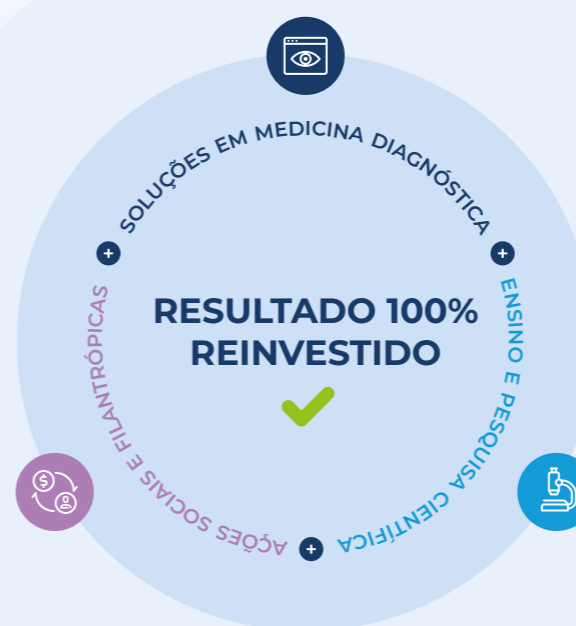 SOLUÇÕES EM MEDICINA DIAGNÓSTICA
RESULTADO 100%
REINVESTIDO
ENSINO E PESQUISA CIENTÍFICA
AÇÕES SOCIAIS E FILANTRÓPICAS